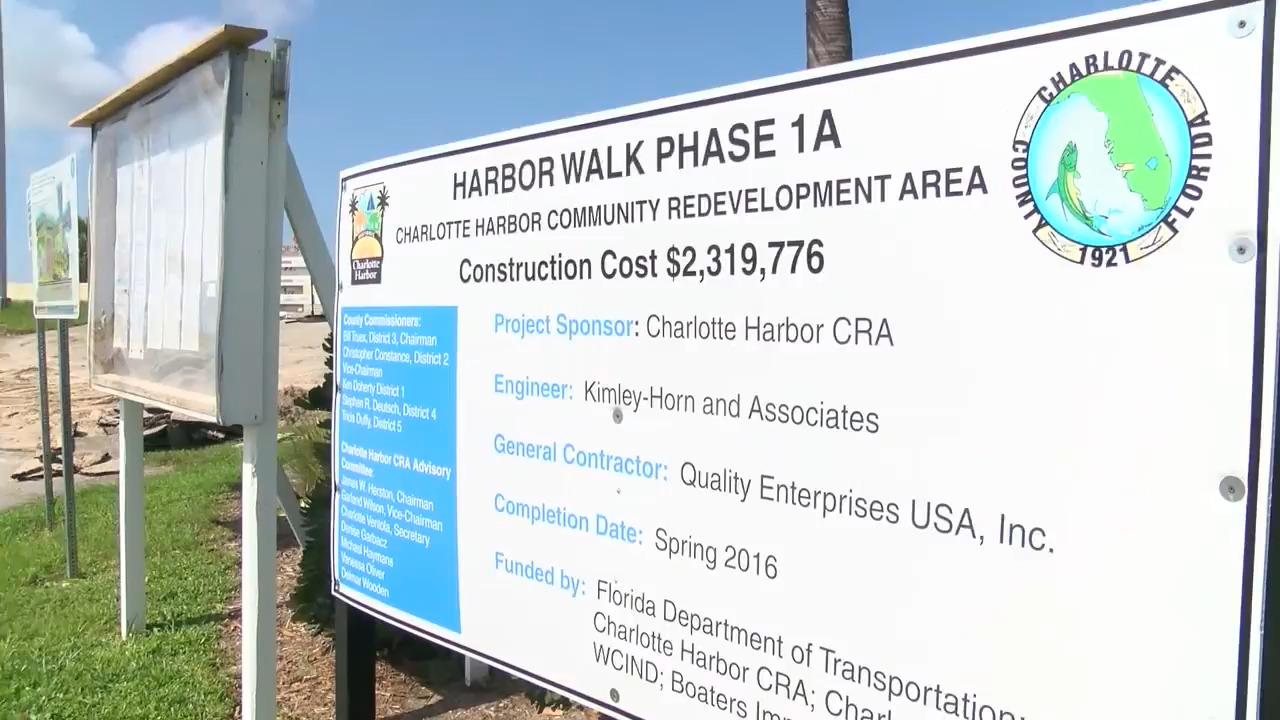 HARBOR WALK PHASE 1A
CHARLOTTE HARBOR COMMUNITY REDEVELOPMENT AREA
Construction Cost $2,319,776
Charlotte
Harbor
CHARLOTTE
COUNTY
FLORIDA
1921
County Commissioners:
Bill Truex, District 3, Chairman
Christopher Constance, District 2
Vice-Chairman
Ken Doherty District 1
Stephen R. Deutsch, District 4
Tricia Duffy, District 5
Charlotte Harbor CRA Advisory
Committee:
James W. Herston, Chairman
Garland Wilson, Vice-Chairman
Charlotte Ventola, Secretary
Denise Garbacz
Michael Haymans
Vanessa Oliver
Delmar Wooden
Project Sponsor: Charlotte Harbor CRA
Engineer: Kimley-Horn and Associates
General Contractor: Quality Enterprises USA, Inc.
Completion Date: Spring 2016
Funded by: Florida Department of Transportation;
Charlotte Harbor CRA;
WCIND; Boaters